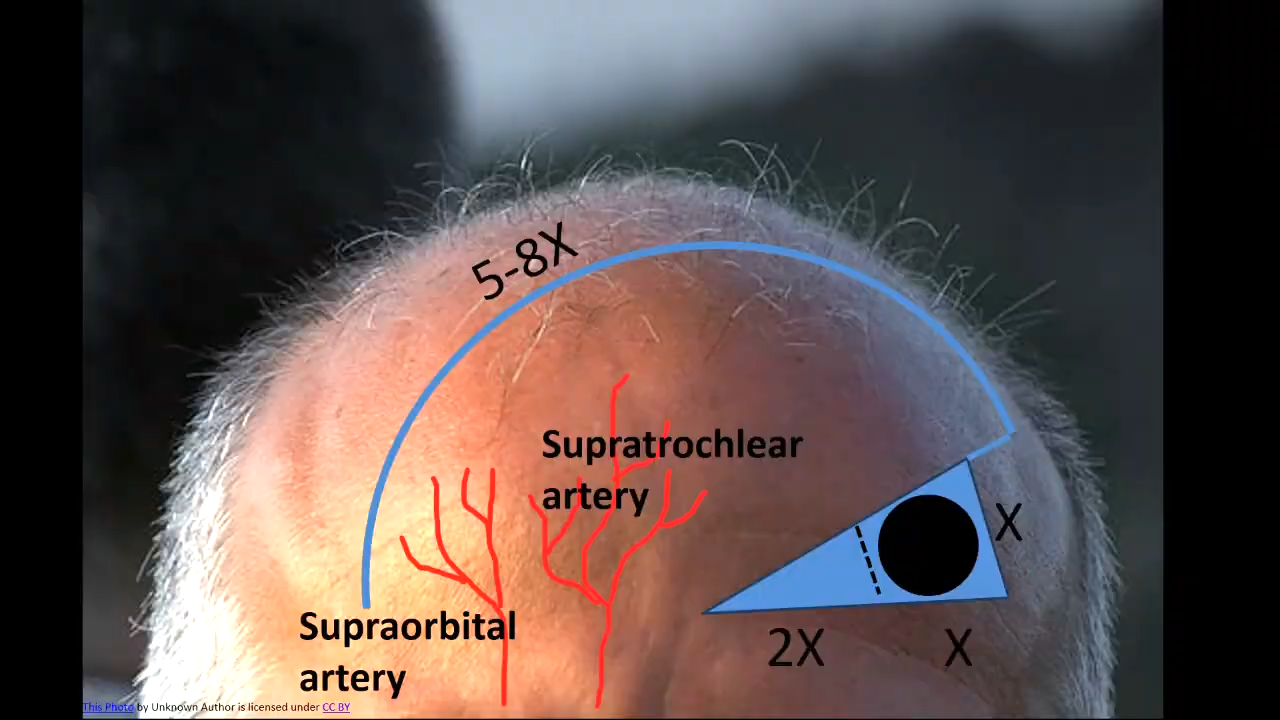 5-8X
Supratrochlear
artery
X
Supraorbital
artery
2X
X
This Photo by Unknown Author is licensed under CC BY